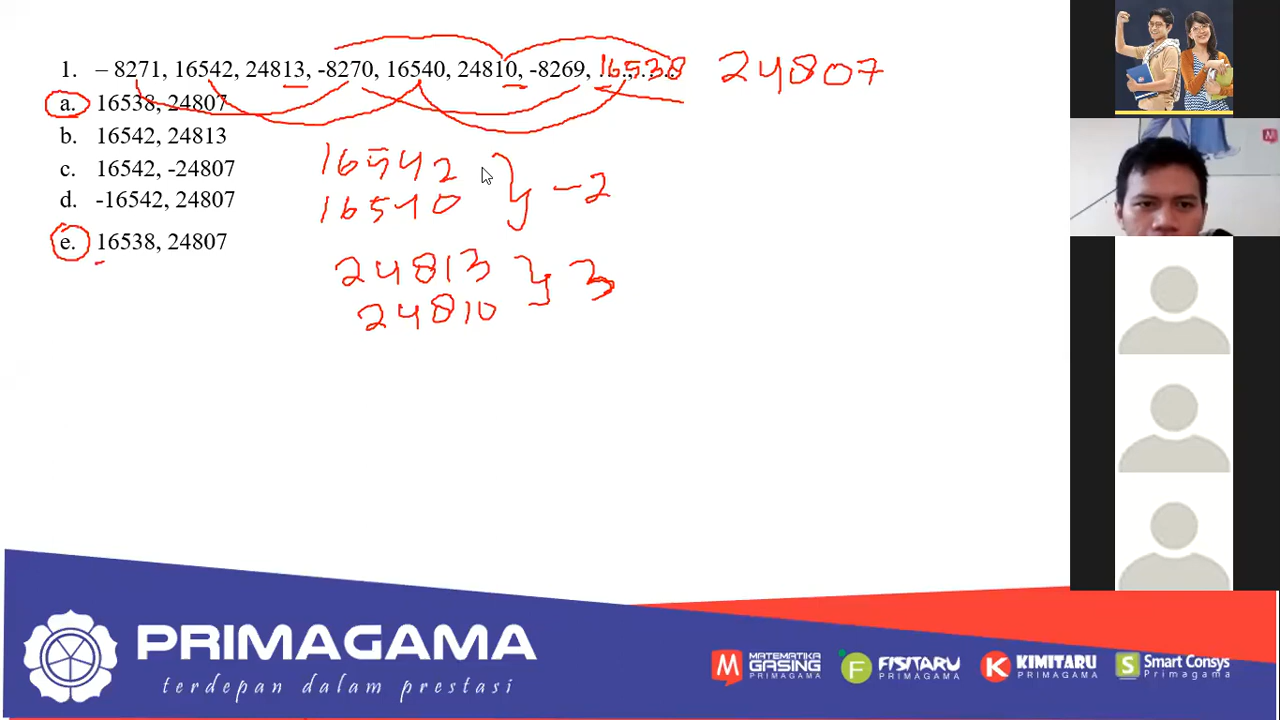 1. – 8271, 16542, 24813, -8270, 16540, 24810, -8269, 16538 24807
a. 16538, 24807
b. 16542, 24813
c. 16542, -24807
d. -16542, 24807
e. 16538, 24807
16542
16540
} -2
24813
24810
} 3
PRIMAGAMA
terdepan dalam prestasi
MATEMATIKA
GASING
PRIMAGAMA
FISITARU
PRIMAGAMA
KIMITARU
PRIMAGAMA
Smart Consys
Primagama